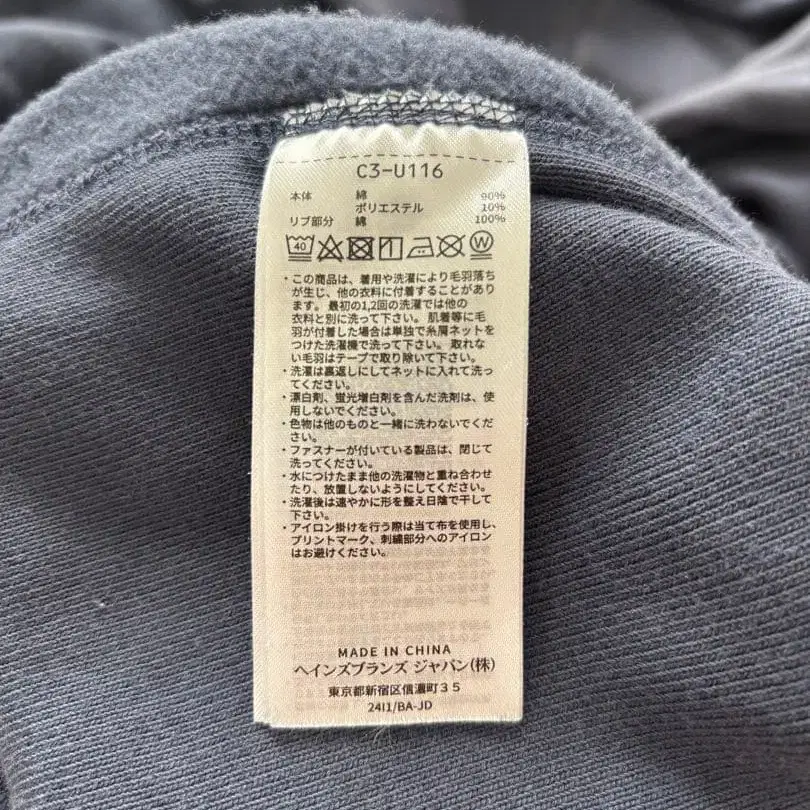 C3-U116
本体 綿 90%
ポリエステル 10%
リブ部分 綿 100%
40 W
・この商品は、着用や洗濯により毛羽落ち
が生じ、他の衣料に付着することがあり
ます。最初の1,2回の洗濯では他の
衣料と別に洗って下さい。肌着等に毛
羽が付着した場合は単独で糸屑ネットを
つけた洗濯機で洗って下さい。取れな
い毛羽はテープで取り除いて下さい。
・洗濯は裏返しにしてネットに入れて洗っ
てください。
・漂白剤、蛍光増白剤を含んだ洗剤は、使
用しないでください。
・色物は他のものと一緒に洗わないでくだ
さい。
・ファスナーが付いている製品は、閉じて
洗ってください。
・水につけたまま他の洗濯物と重ね合わせ
たり、放置しないようにしてください。
・洗濯後は速やかに形を整え日陰で干して
下さい。
・アイロン掛けを行う際は当て布を使用し、
プリントマーク、刺繍部分へのアイロン
はお避けください。
MADE IN CHINA
ヘインズブランズ ジャパン(株)
東京都新宿区信濃町35
24I1/BA-JD